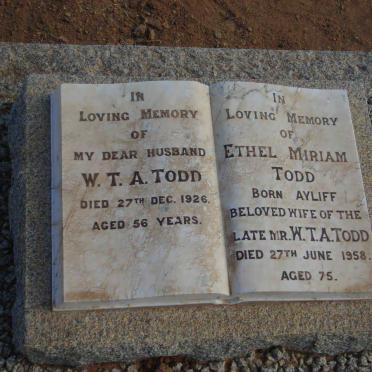 IN
LOVING MEMORY
OF
MY DEAR HUSBAND
W. T. A. TODD
DIED 27TH DEC. 1926.
AGED 56 YEARS.
IN
LOVING MEMORY
OF
ETHEL MIRIAM
TODD
BORN AYLIFF
BELOVED WIFE OF THE
LATE MR. W.T.A. TODD
DIED 27TH JUNE 1958.
AGED 75.